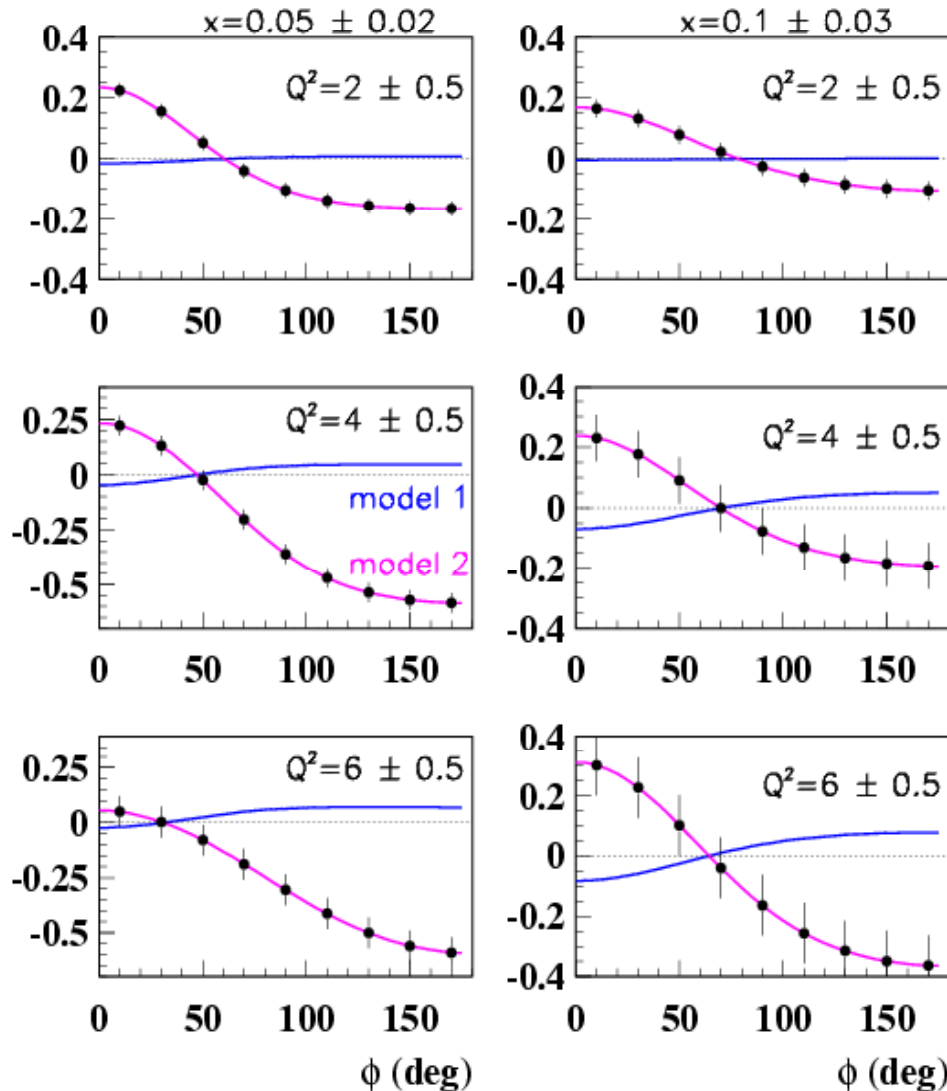 x=0.05 ± 0.02
x=0.1 ± 0.03
0.4
0.2
0
-0.2
-0.4
Q²=2 ± 0.5
0 50 100 150
0.4
0.2
0
-0.2
-0.4
Q²=2 ± 0.5
0 50 100 150
0.25
0
-0.25
-0.5
Q²=4 ± 0.5
model 1
model 2
0 50 100 150
0.4
0.2
0
-0.2
-0.4
Q²=4 ± 0.5
0 50 100 150
0.25
0
-0.25
-0.5
Q²=6 ± 0.5
0 50 100 150
ϕ (deg)
0.4
0.2
0
-0.2
-0.4
Q²=6 ± 0.5
0 50 100 150
ϕ (deg)